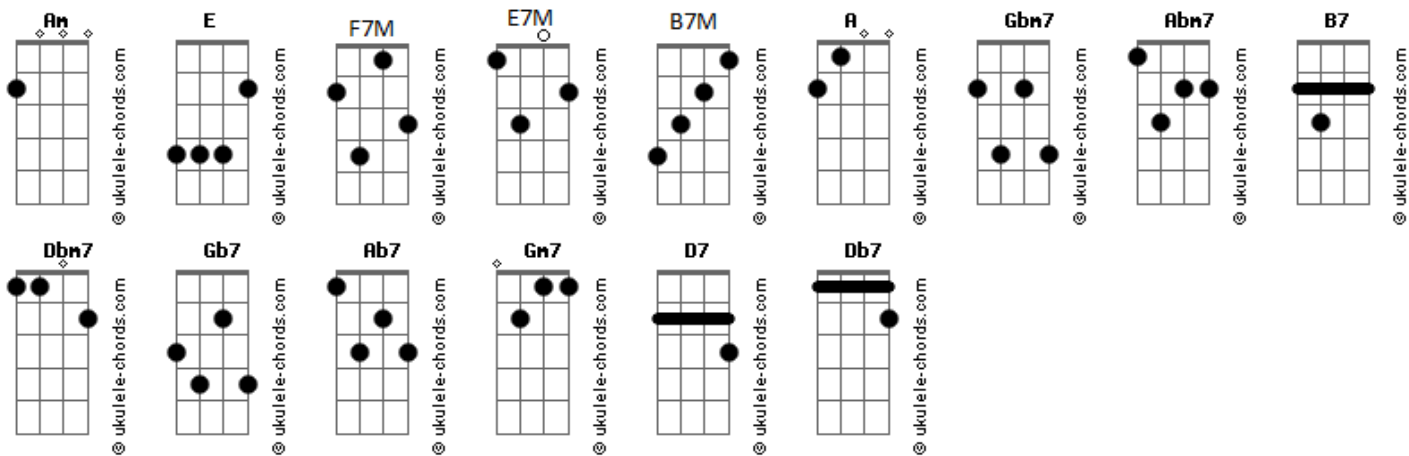 Am E F7M E7M B7M A Gbm7 Abm7 B7
© ukulele-chords.com © ukulele-chords.com © ukulele-chords.com © ukulele-chords.com © ukulele-chords.com © ukulele-chords.com © ukulele-chords.com © ukulele-chords.com © ukulele-chords.com
Dbm7 Gb7 Ab7 Gm7 D7 Db7
© ukulele-chords.com © ukulele-chords.com © ukulele-chords.com © ukulele-chords.com © ukulele-chords.com © ukulele-chords.com